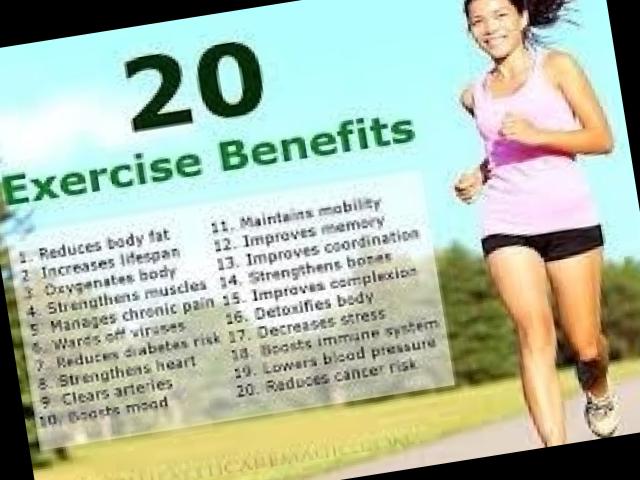 20
Exercise Benefits
1. Reduces body fat
2. Increases lifespan
3. Oxygenates body
4. Strengthens muscles
5. Manages chronic pain
6. Wards off viruses
7. Reduces diabetes risk
8. Strengthens heart
9. Clears arteries
10. Boosts mood
11. Maintains mobility
12. Improves memory
13. Improves coordination
14. Strengthens bones
15. Improves complexion
16. Detoxifies body
17. Decreases stress
18. Boosts immune system
19. Lowers blood pressure
20. Reduces cancer risk